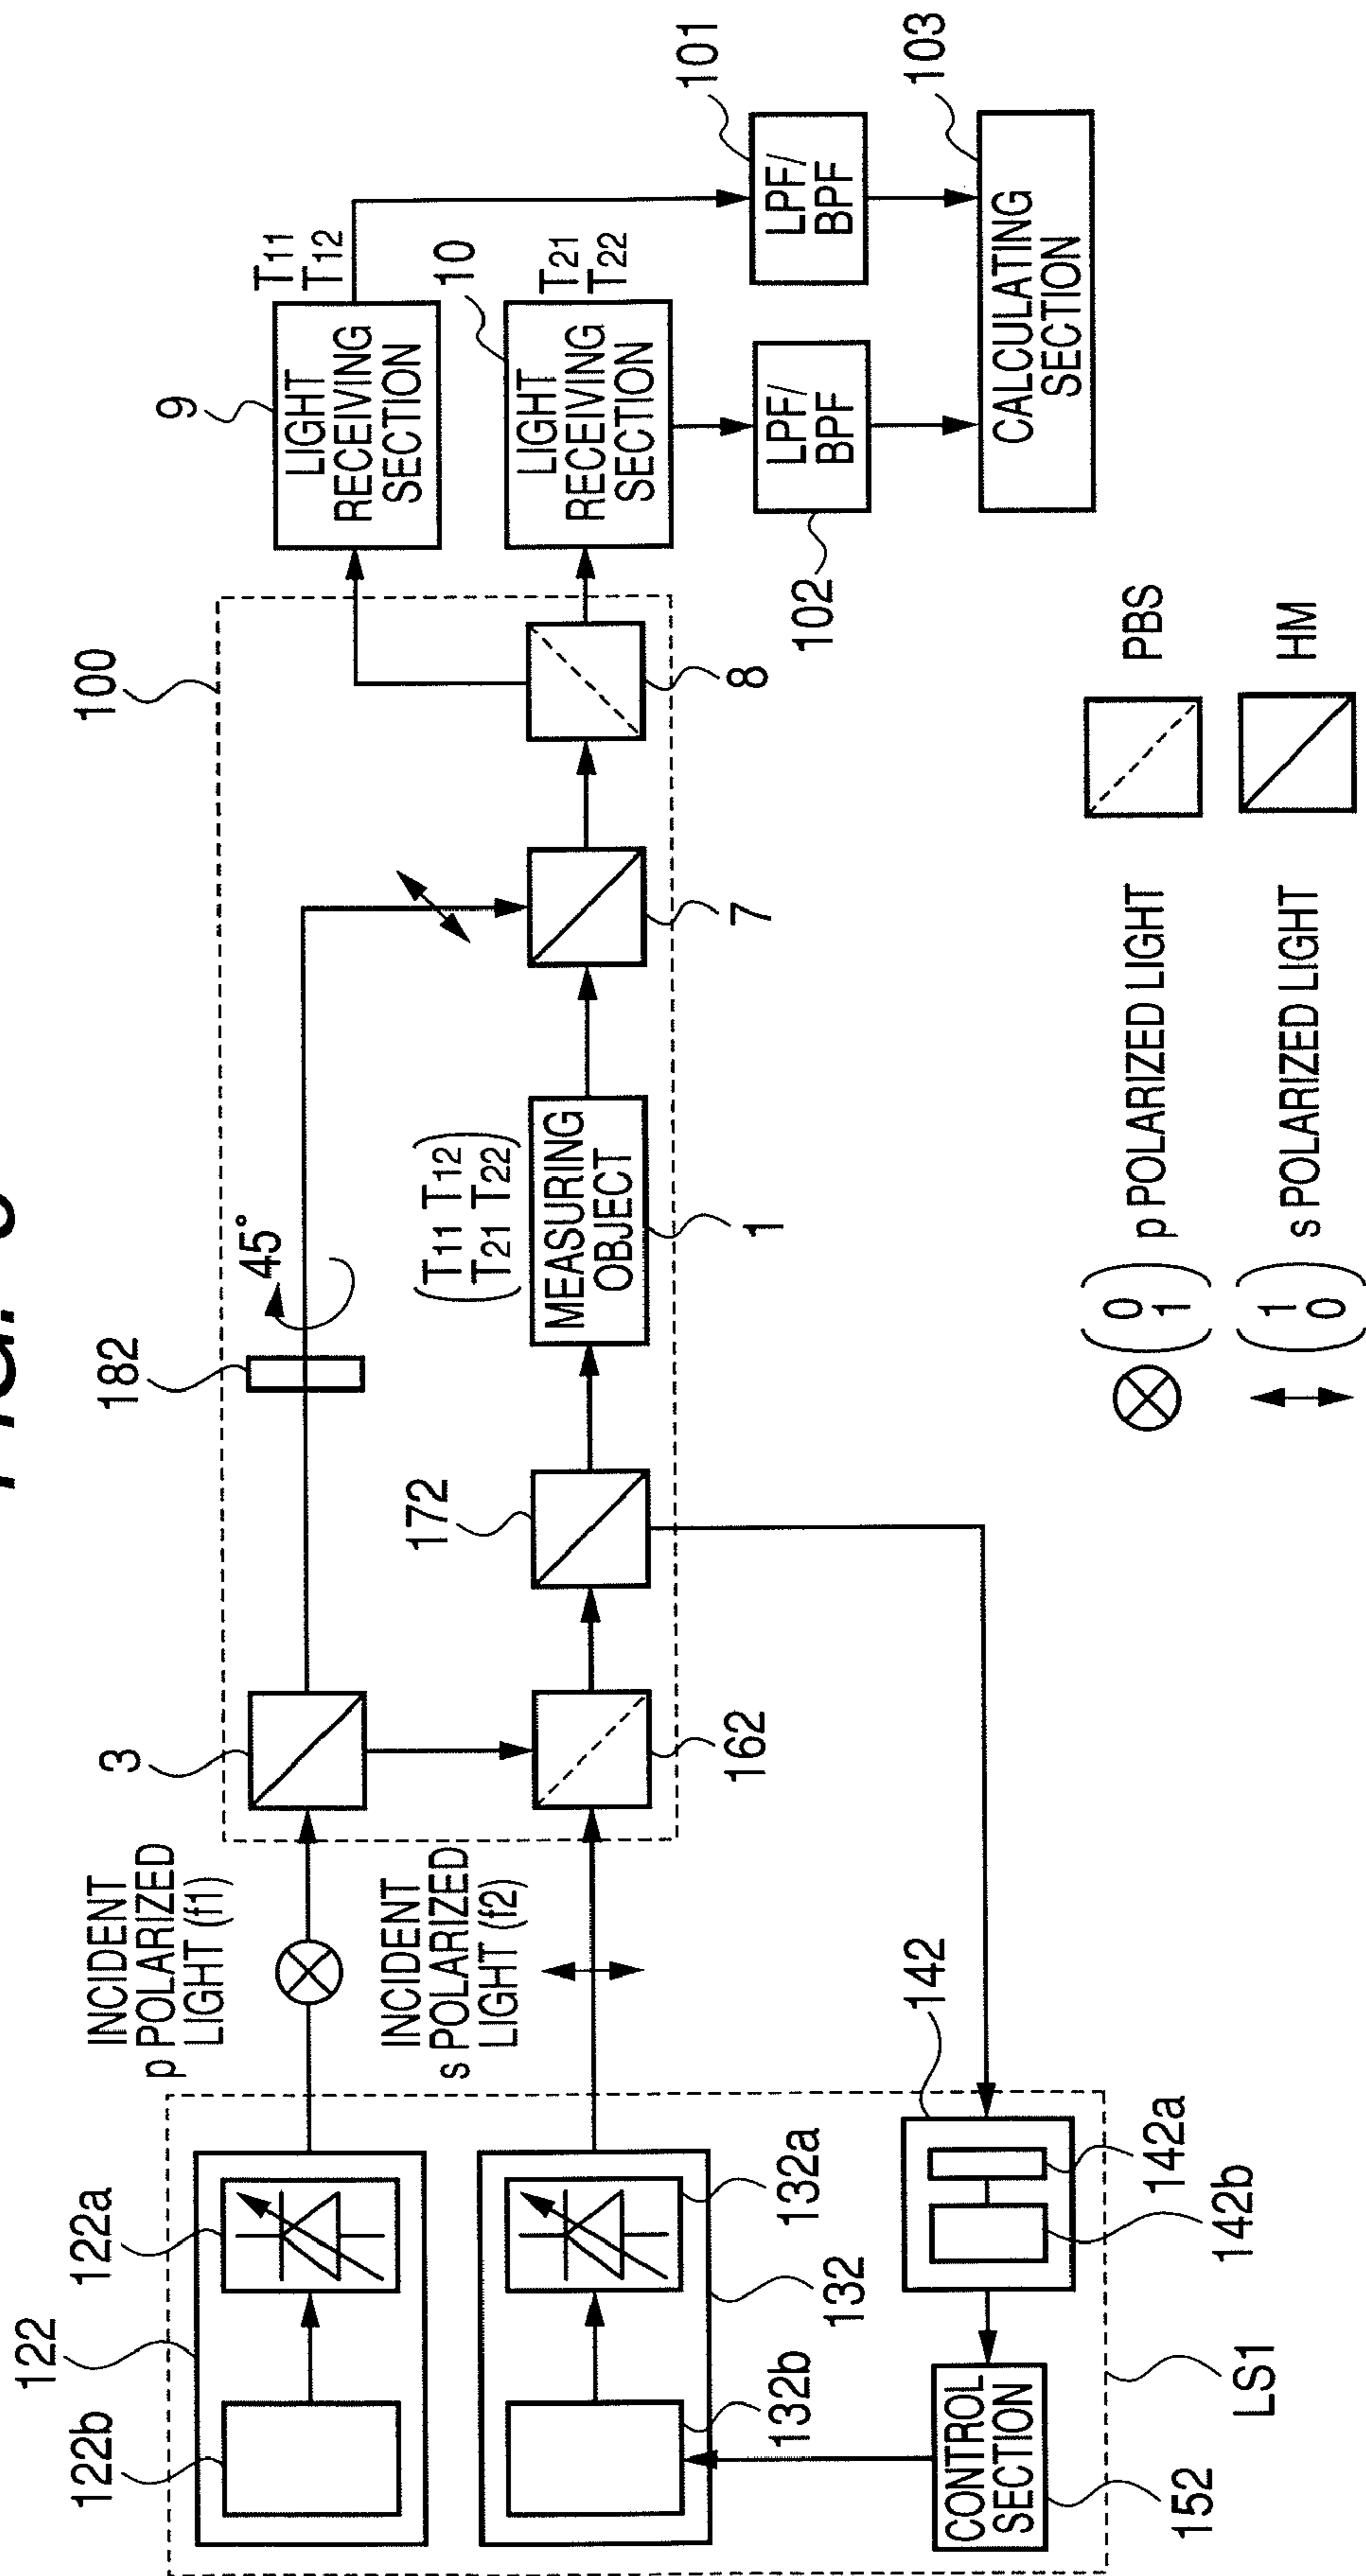 122
122b
122a
132b
132
132a
CONTROL
SECTION
152
142
142b
142a
LS1
INCIDENT
p POLARIZED
LIGHT (f1)
INCIDENT
s POLARIZED
LIGHT (f2)
100
3
162
172
182
45°
(T11 T12
T21 T22)
MEASURING
OBJECT
1
7
8
9
LIGHT
RECEIVING
SECTION
T11
T12
10
LIGHT
RECEIVING
SECTION
T21
T22
101
LPF/
BPF
102
LPF/
BPF
103
CALCULATING
SECTION
(0
1) p POLARIZED LIGHT
PBS
(1
0) s POLARIZED LIGHT
HM